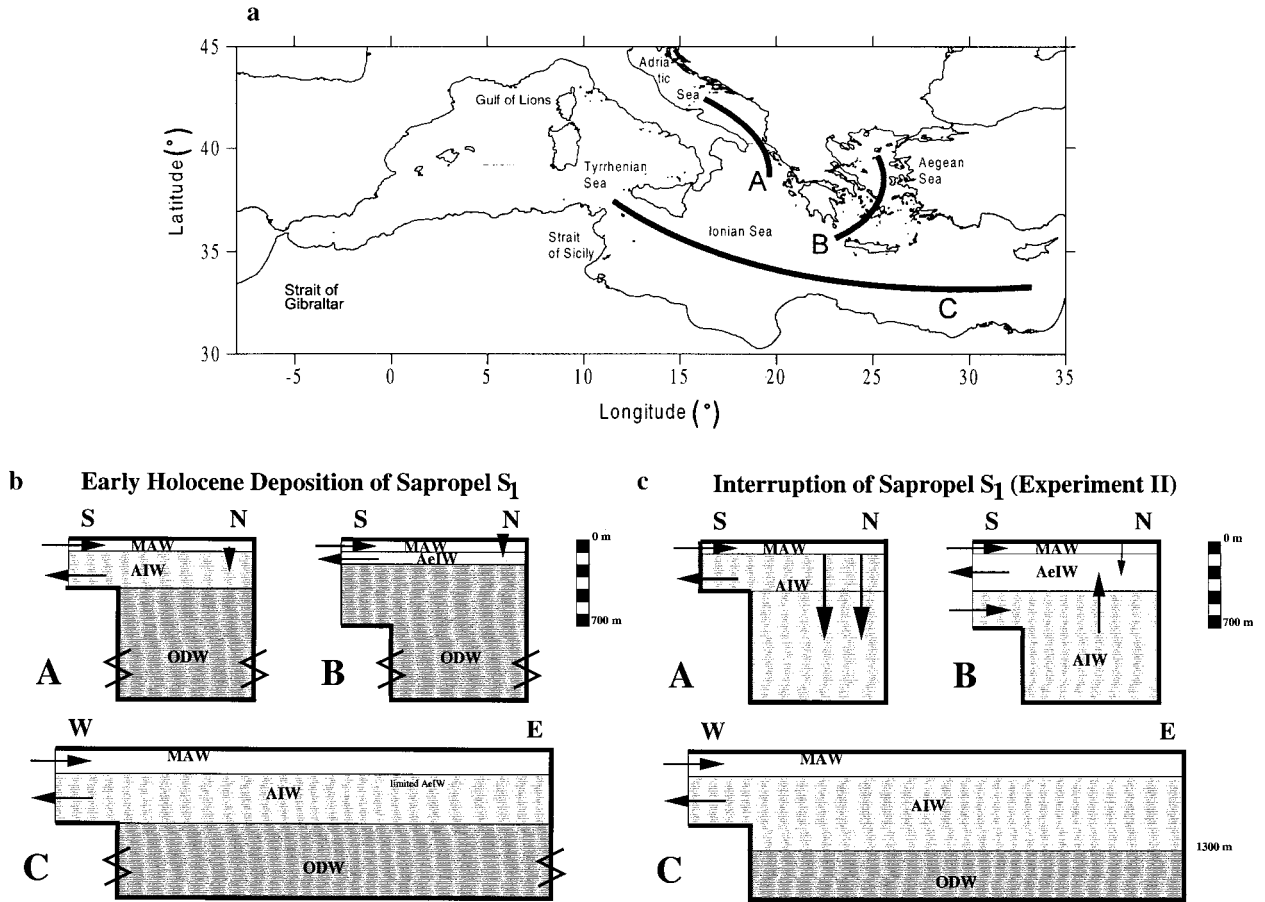 a
45
40
35
30
Latitude (°)
-5
0
5
10
15
20
25
30
35
Longitude (°)
Adria
tic
Sea
Gulf of Lions
Tyrrhenian
Sea
Aegean
Sea
Ionian Sea
Strait
of Sicily
Strait of
Gibraltar
A
B
C
b Early Holocene Deposition of Sapropel S1
S N
MAW
AIW
ODW
A
S N
MAW
AeIW
ODW
B
0 m
700 m
W E
MAW
AIW
limited AeIW
ODW
C
c Interruption of Sapropel S1 (Experiment II)
S N
MAW
AIW
A
S N
MAW
AeIW
AIW
B
0 m
700 m
W E
MAW
AIW
1300 m
ODW
C